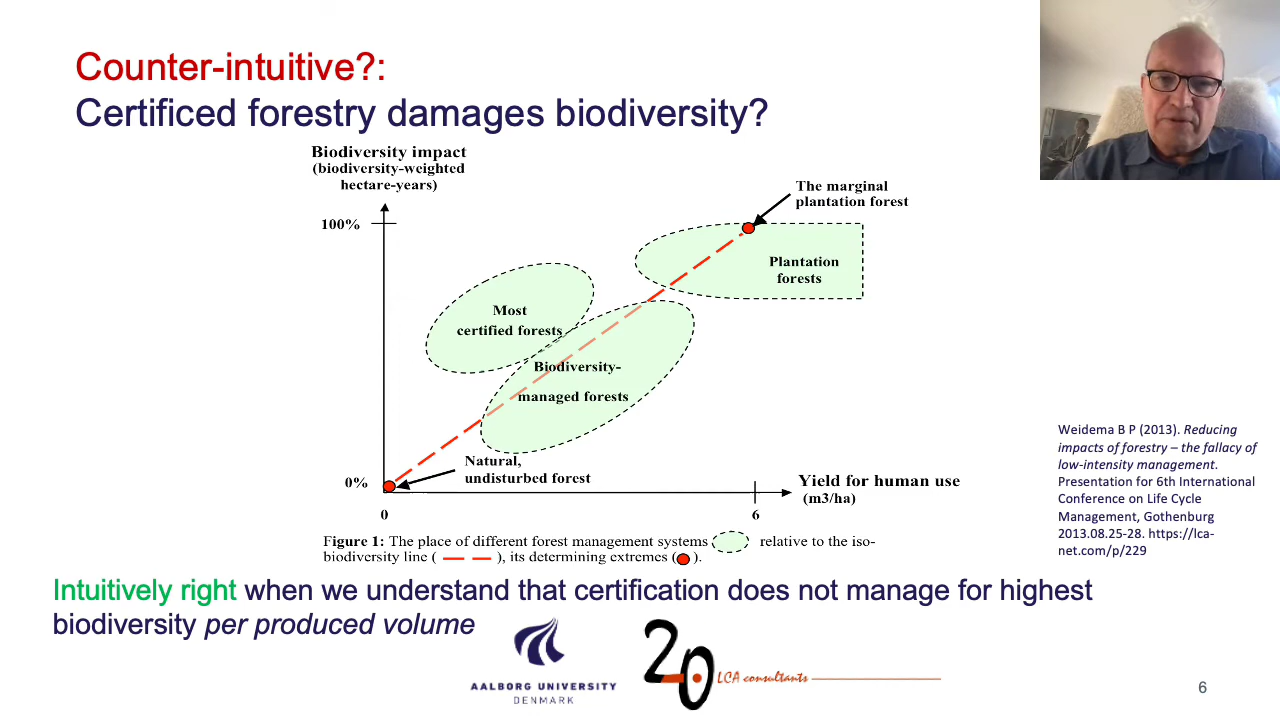 Counter-intuitive?:
Certificed forestry damages biodiversity?
Biodiversity impact
(biodiversity-weighted
hectare-years)
The marginal
plantation forest
100%
Plantation
forests
Most
certified forests
Biodiversity-
managed forests
Natural,
undisturbed forest
0%
Yield for human use
(m3/ha)
0
6
Figure 1: The place of different forest management systems relative to the iso-
biodiversity line ( ), its determining extremes ( ).
Weidema B P (2013). Reducing
impacts of forestry – the fallacy of
low-intensity management.
Presentation for 6th International
Conference on Life Cycle
Management, Gothenburg
2013.08.25-28. https://lca-
net.com/p/229
Intuitively right when we understand that certification does not manage for highest
biodiversity per produced volume
AALBORG UNIVERSITY
DENMARK
2.0
LCA consultants
6